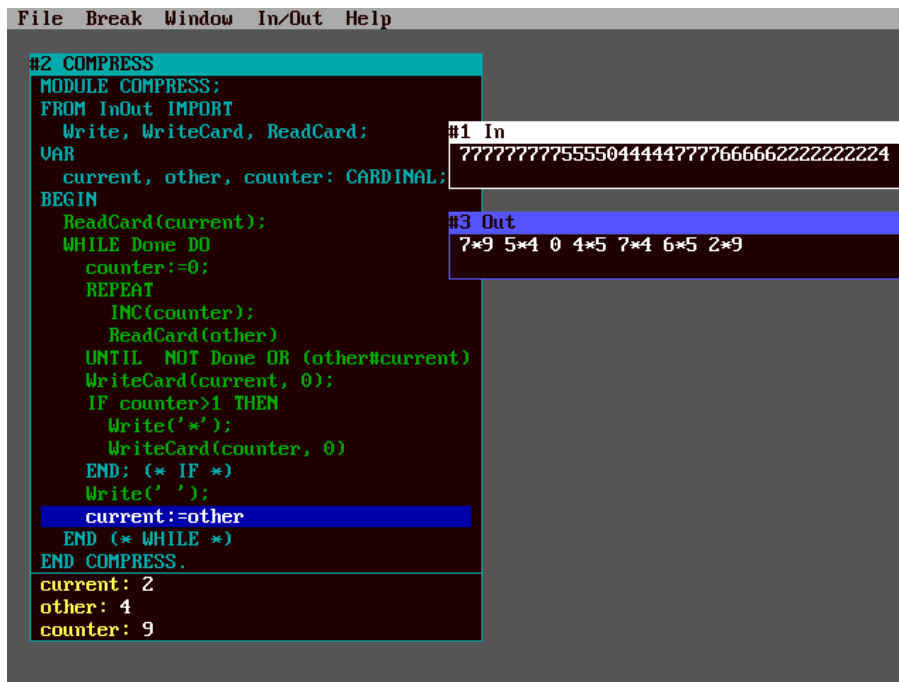 File Break Window In/Out Help
#2 COMPRESS
MODULE COMPRESS;
FROM InOut IMPORT
Write, WriteCard, ReadCard;
VAR
current, other, counter: CARDINAL;
BEGIN
ReadCard(current);
WHILE Done DO
counter:=0;
REPEAT
INC(counter);
ReadCard(other)
UNTIL  NOT Done OR (other#current)
WriteCard(current, 0);
IF counter>1 THEN
Write('*');
WriteCard(counter, 0)
END; (* IF *)
Write(' ');
current:=other
END (* WHILE *)
END COMPRESS.
current: 2
other: 4
counter: 9
#1 In
77777777755550444447777666662222222224
#3 Out
7*9 5*4 0 4*5 7*4 6*5 2*9